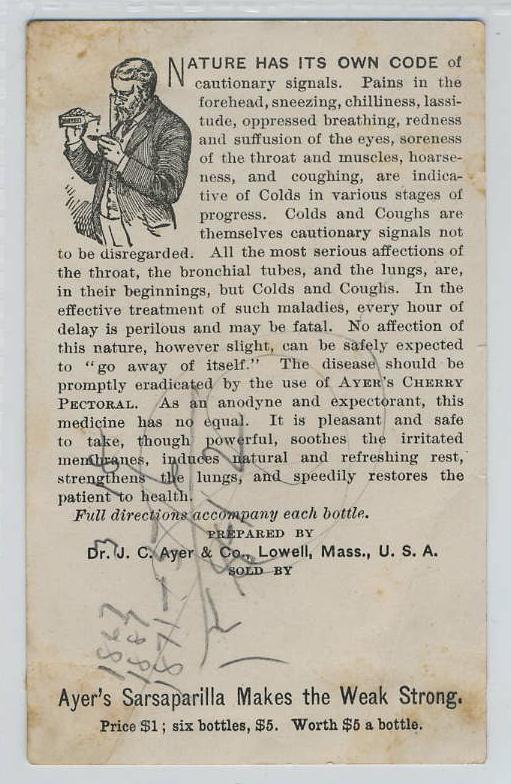 NATURE HAS ITS OWN CODE of
cautionary signals. Pains in the
forehead, sneezing, chilliness, lassi-
tude, oppressed breathing, redness
and suffusion of the eyes, soreness
of the throat and muscles, hoarse-
ness, and coughing, are indica-
tive of Colds in various stages of
progress. Colds and Coughs are
themselves cautionary signals not
to be disregarded. All the most serious affections of
the throat, the bronchial tubes, and the lungs, are,
in their beginnings, but Colds and Coughs. In the
effective treatment of such maladies, every hour of
delay is perilous and may be fatal. No affection of
this nature, however slight, can be safely expected
to "go away of itself." The disease should be
promptly eradicated by the use of AYER'S CHERRY
PECTORAL. As an anodyne and expectorant, this
medicine has no equal. It is pleasant and safe
to take, though powerful, soothes the irritated
membranes, induces natural and refreshing rest,
strengthens the lungs, and speedily restores the
patient to health.
Full directions accompany each bottle.
PREPARED BY
Dr. J. C. Ayer & Co., Lowell, Mass., U. S. A.
SOLD BY
Ayer's Sarsaparilla Makes the Weak Strong.
Price $1; six bottles, $5. Worth $5 a bottle.